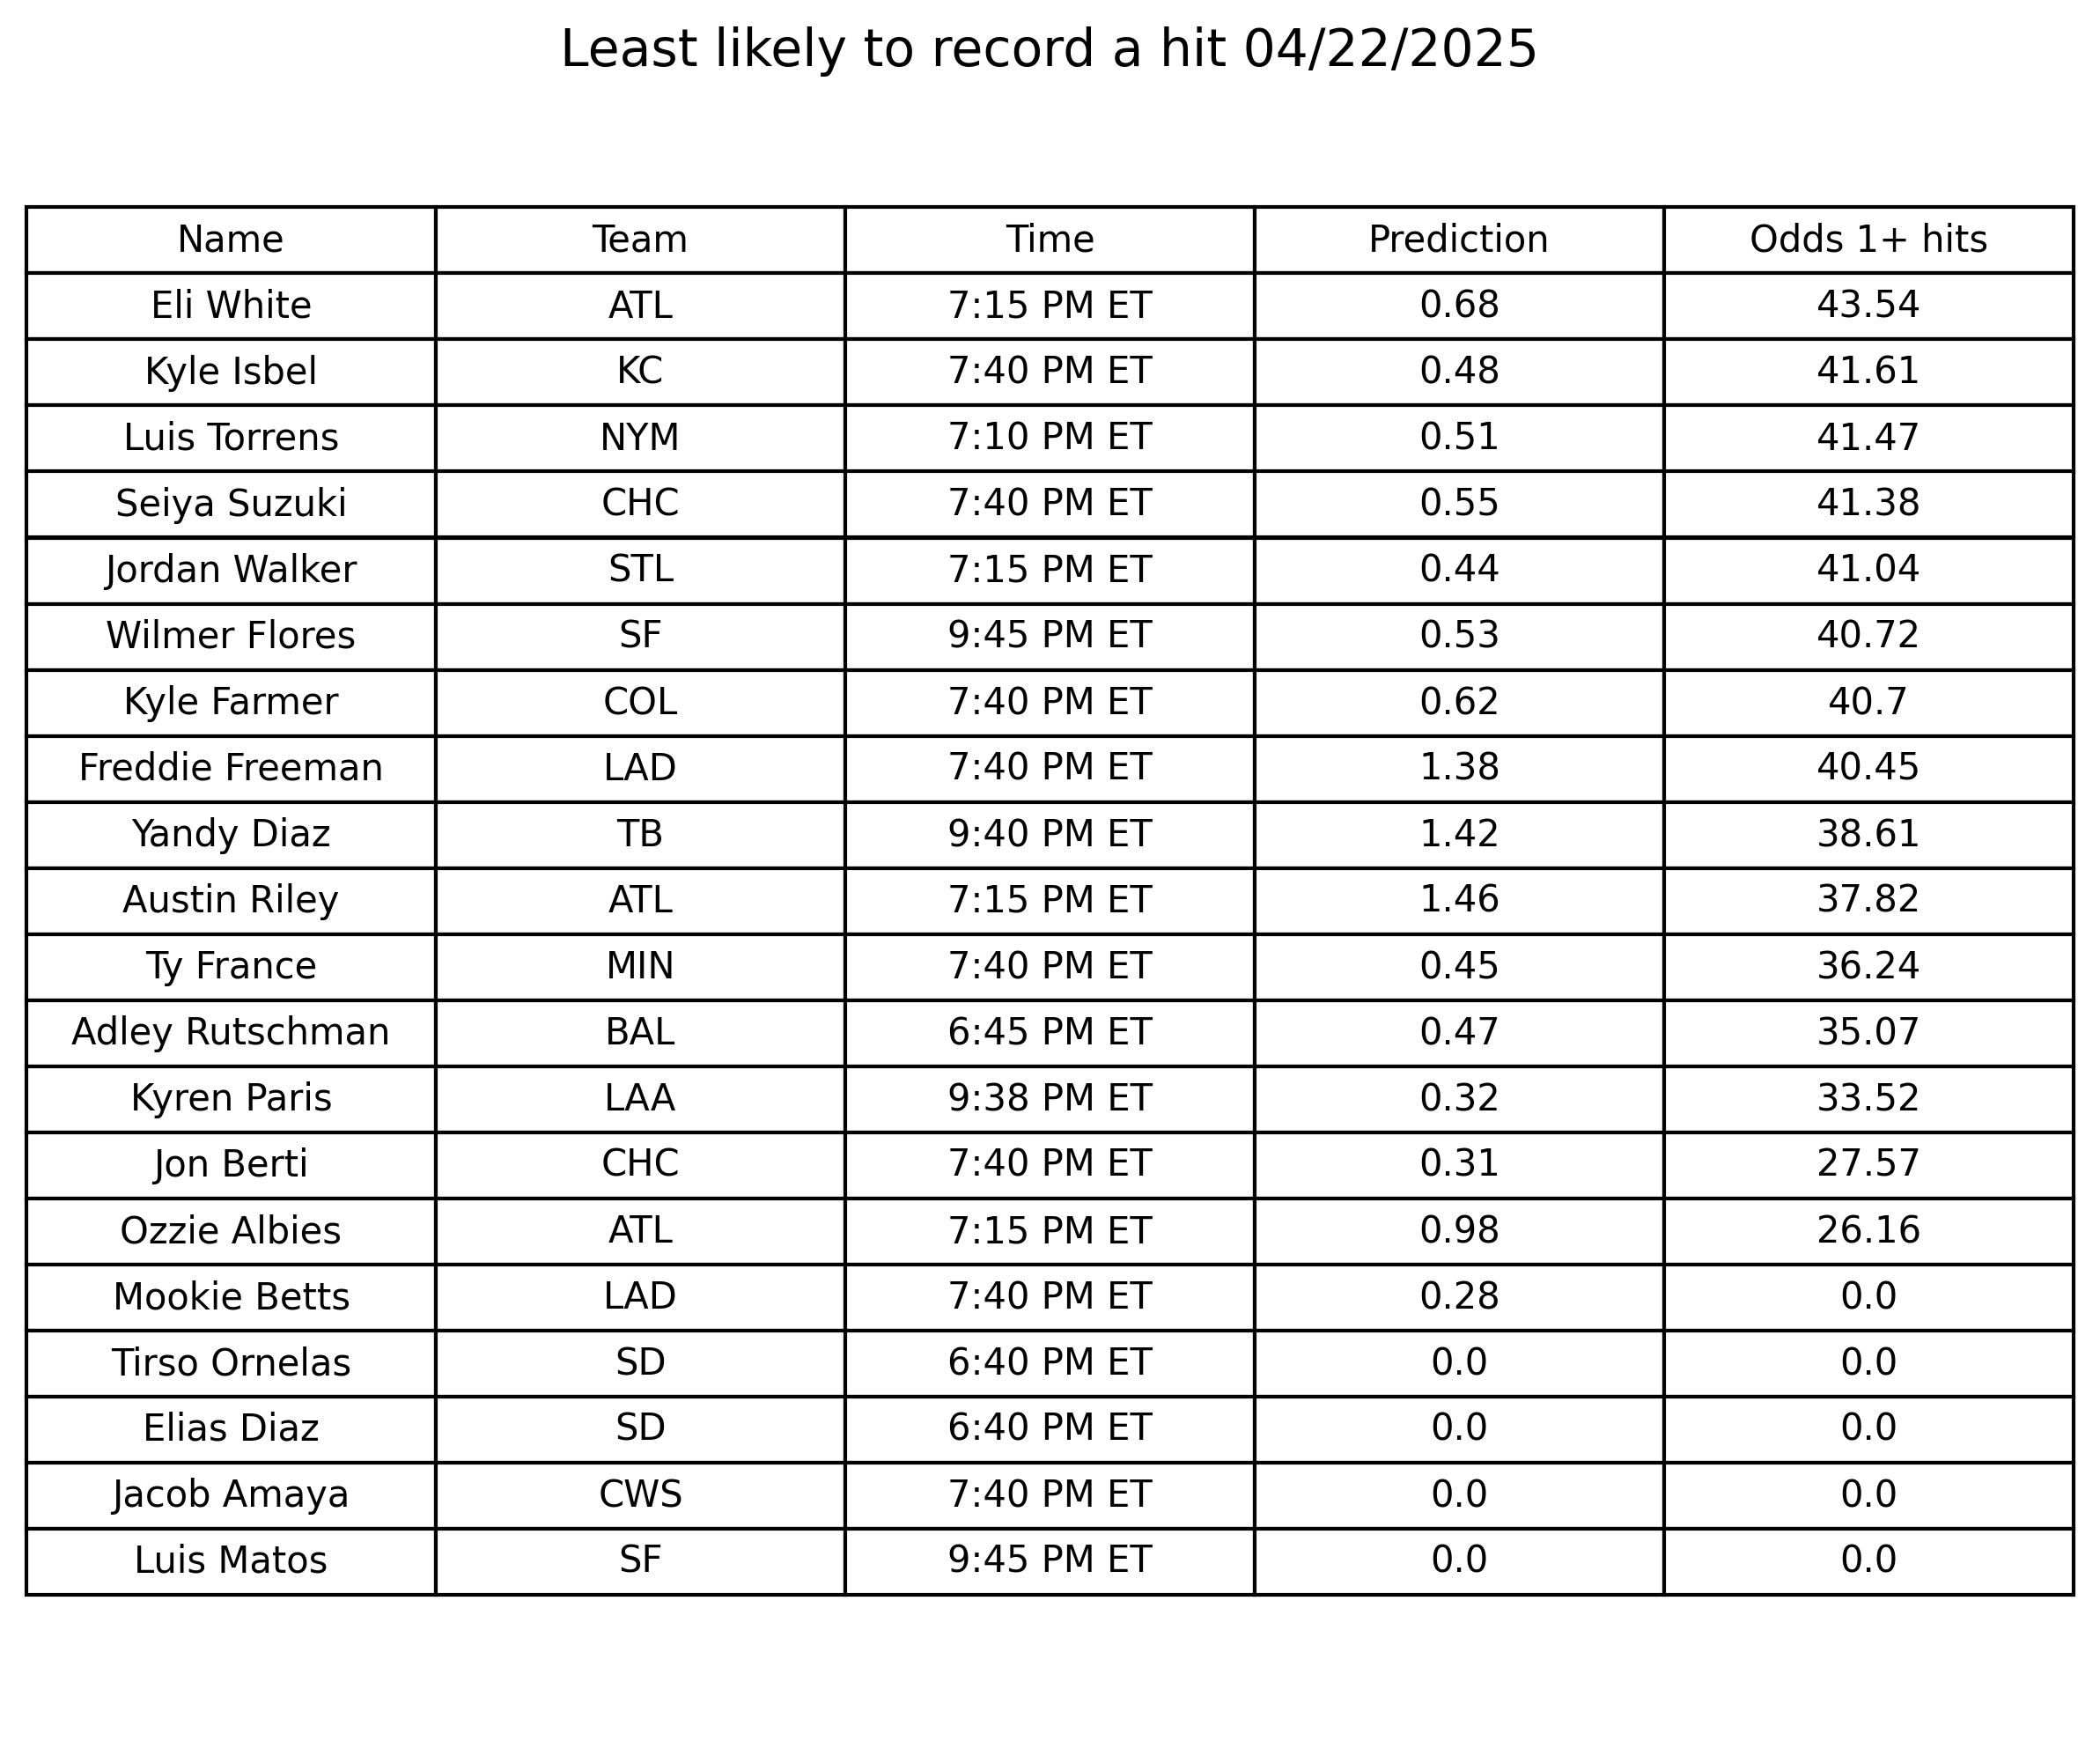 Least likely to record a hit 04/22/2025
Name Team Time Prediction Odds 1+ hits
Eli White ATL 7:15 PM ET 0.68 43.54
Kyle Isbel KC 7:40 PM ET 0.48 41.61
Luis Torrens NYM 7:10 PM ET 0.51 41.47
Seiya Suzuki CHC 7:40 PM ET 0.55 41.38
Jordan Walker STL 7:15 PM ET 0.44 41.04
Wilmer Flores SF 9:45 PM ET 0.53 40.72
Kyle Farmer COL 7:40 PM ET 0.62 40.7
Freddie Freeman LAD 7:40 PM ET 1.38 40.45
Yandy Diaz TB 9:40 PM ET 1.42 38.61
Austin Riley ATL 7:15 PM ET 1.46 37.82
Ty France MIN 7:40 PM ET 0.45 36.24
Adley Rutschman BAL 6:45 PM ET 0.47 35.07
Kyren Paris LAA 9:38 PM ET 0.32 33.52
Jon Berti CHC 7:40 PM ET 0.31 27.57
Ozzie Albies ATL 7:15 PM ET 0.98 26.16
Mookie Betts LAD 7:40 PM ET 0.28 0.0
Tirso Ornelas SD 6:40 PM ET 0.0 0.0
Elias Diaz SD 6:40 PM ET 0.0 0.0
Jacob Amaya CWS 7:40 PM ET 0.0 0.0
Luis Matos SF 9:45 PM ET 0.0 0.0